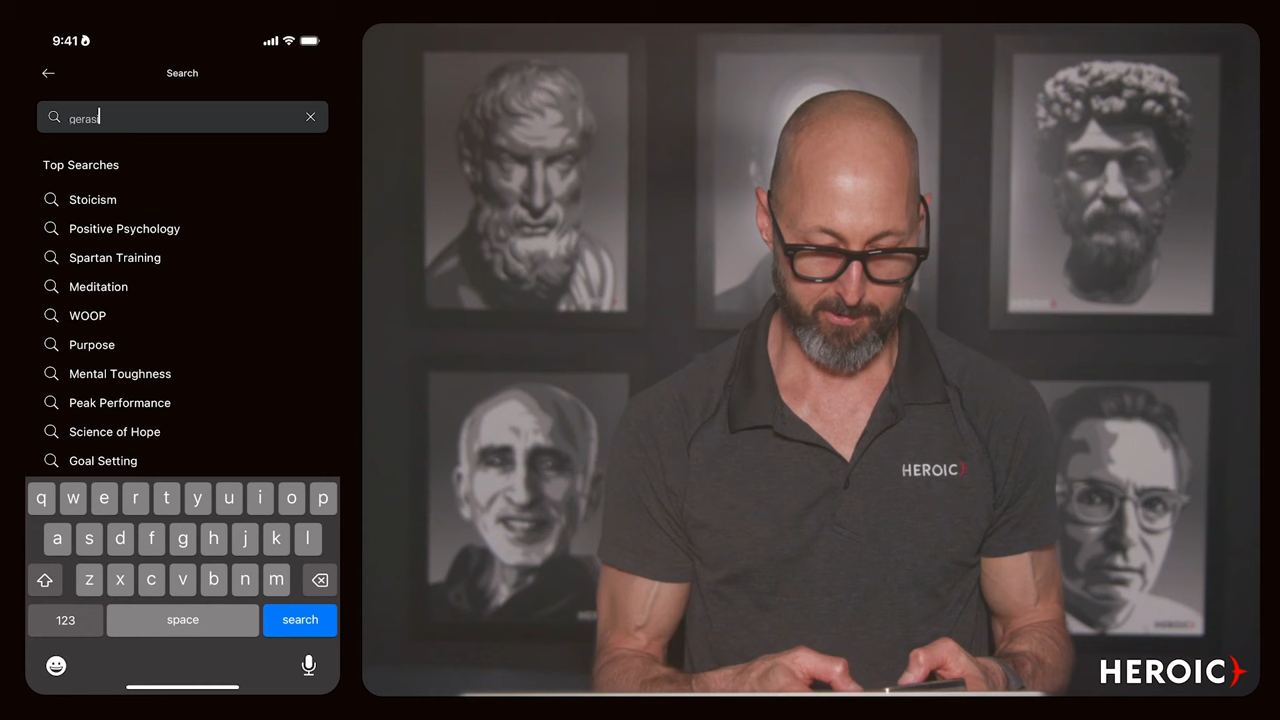 9:41
Search
geras
Top Searches
Stoicism
Positive Psychology
Spartan Training
Meditation
WOOP
Purpose
Mental Toughness
Peak Performance
Science of Hope
Goal Setting
q w e r t y u i o p
a s d f g h j k l
z x c v b n m
123 space search
HEROIC
HEROIC